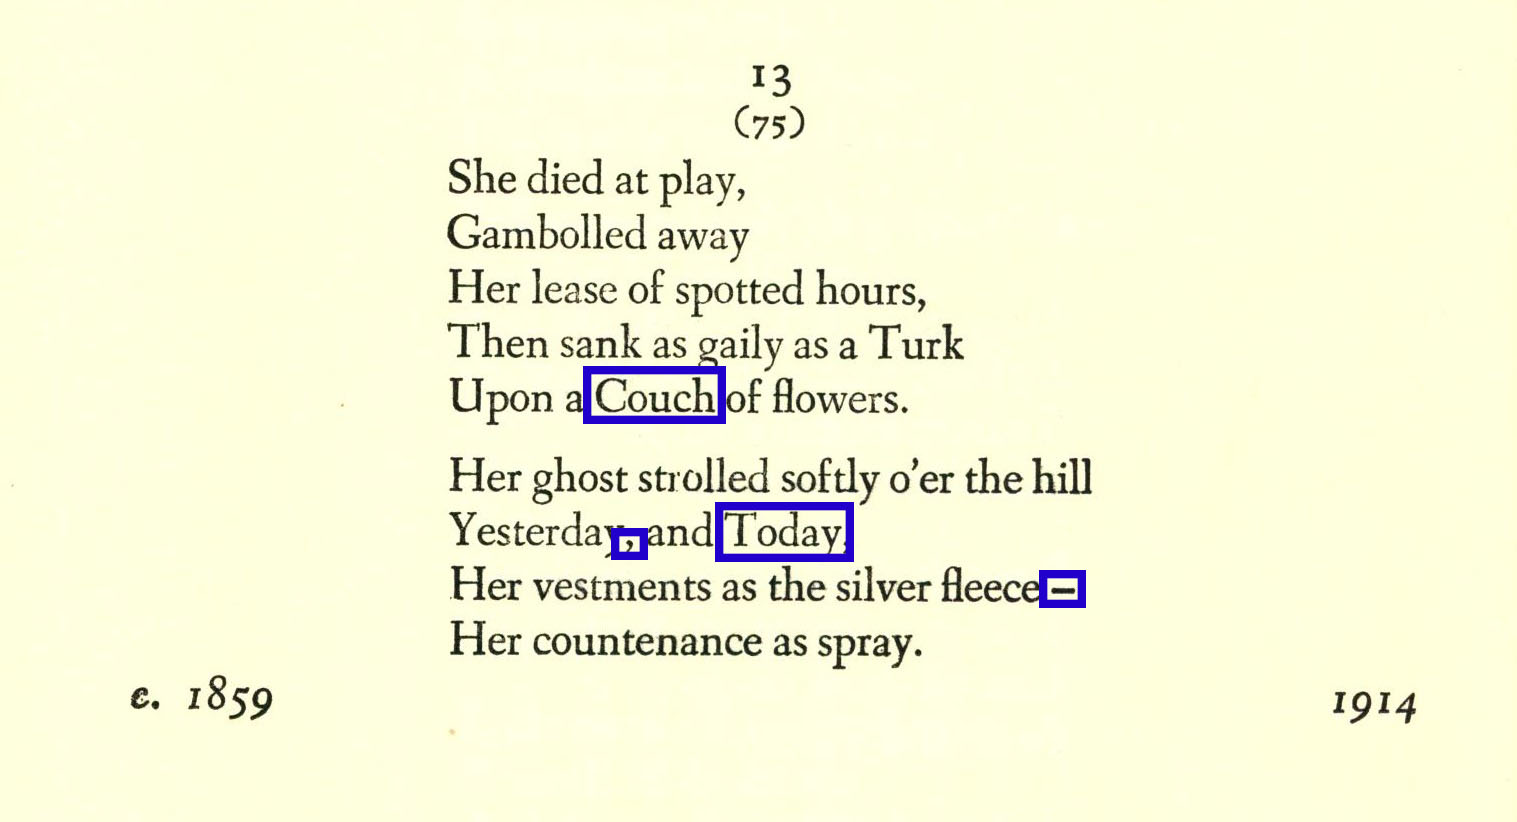 13
(75)
She died at play,
Gambolled away
Her lease of spotted hours,
Then sank as gaily as a Turk
Upon a Couch of flowers.
Her ghost strolled softly o'er the hill
Yesterday, and Today,
Her vestments as the silver fleece –
Her countenance as spray.
c. 1859
1914